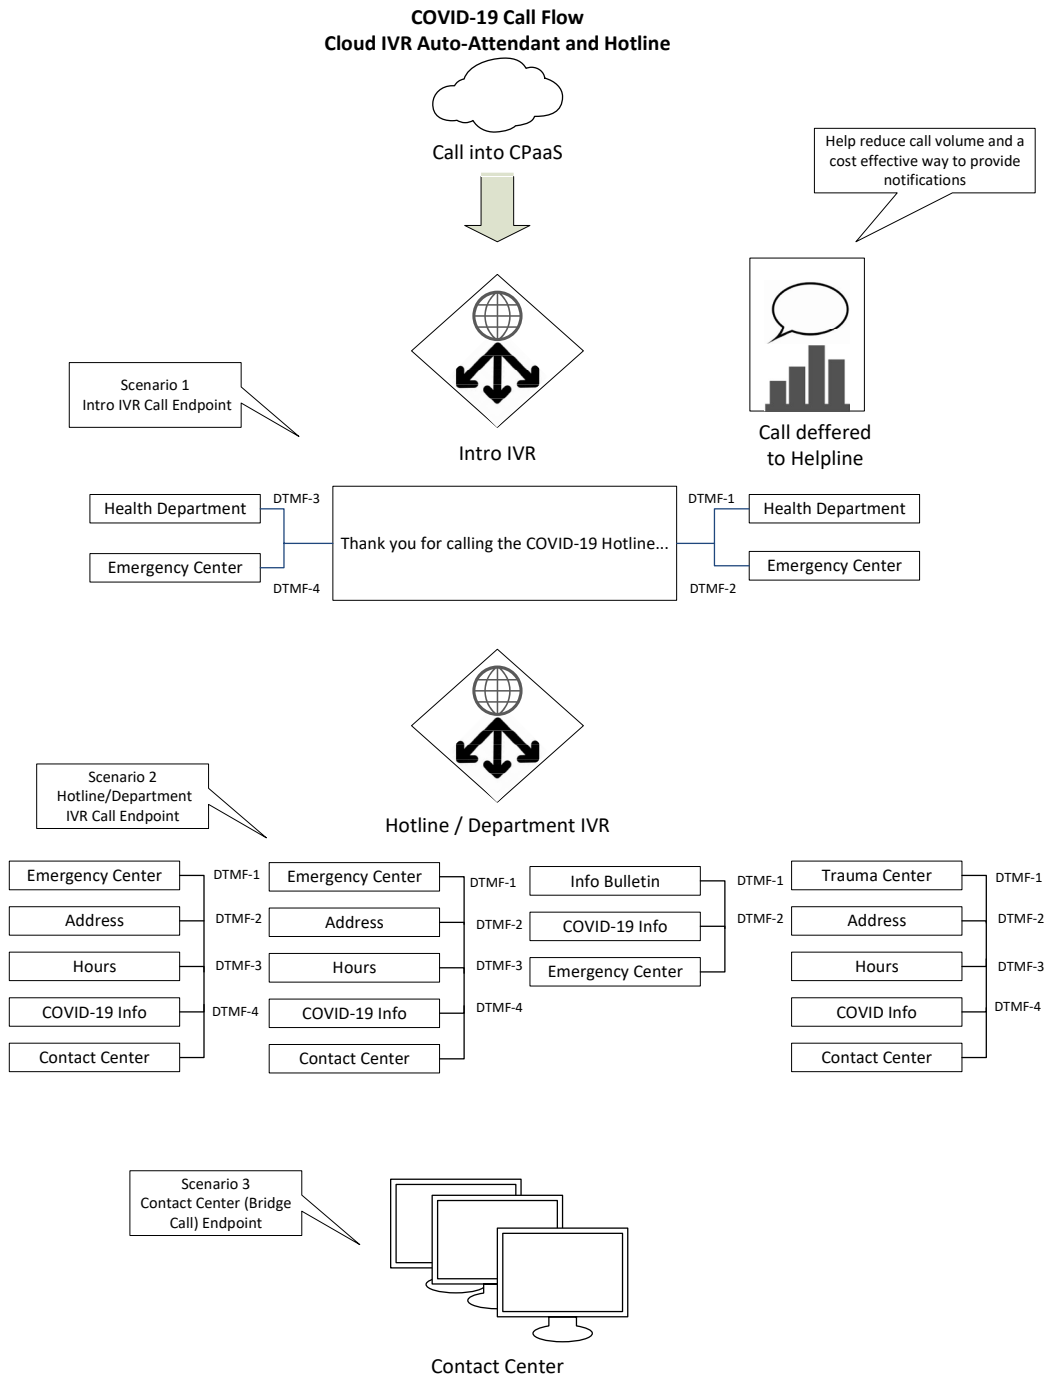 COVID-19 Call Flow
Cloud IVR Auto-Attendant and Hotline
Call into CPaaS
Help reduce call volume and a
cost effective way to provide
notifications
Scenario 1
Intro IVR Call Endpoint
Intro IVR
Call deffered
to Helpline
Health Department
DTMF-3
Emergency Center
DTMF-4
Thank you for calling the COVID-19 Hotline...
DTMF-1
Health Department
DTMF-2
Emergency Center
Scenario 2
Hotline/Department
IVR Call Endpoint
Hotline / Department IVR
Emergency Center
DTMF-1
Address
DTMF-2
Hours
DTMF-3
COVID-19 Info
DTMF-4
Contact Center
Emergency Center
DTMF-1
Address
DTMF-2
Hours
DTMF-3
COVID-19 Info
DTMF-4
Contact Center
Info Bulletin
DTMF-1
COVID-19 Info
DTMF-2
Emergency Center
Trauma Center
DTMF-1
Address
DTMF-2
Hours
DTMF-3
COVID Info
DTMF-4
Contact Center
Scenario 3
Contact Center (Bridge
Call) Endpoint
Contact Center